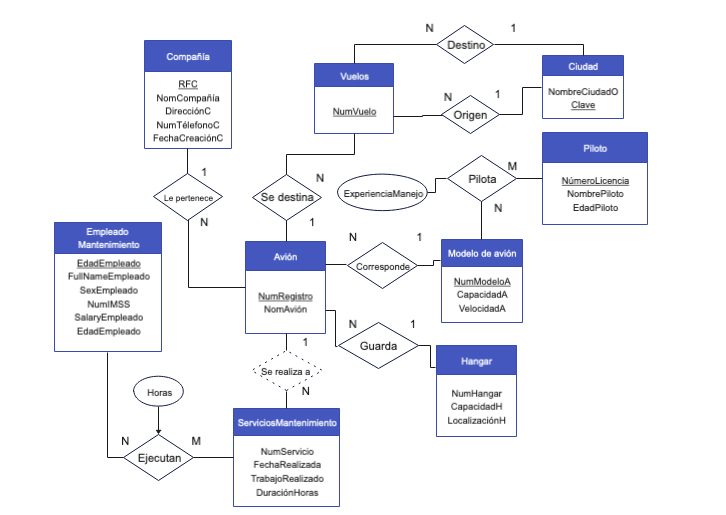 N
1
Destino
Compañía
RFC
NomCompañía
DirecciónC
NumTélefonoC
FechaCreaciónC
Vuelos
NumVuelo
Ciudad
NombreCiudadO
Clave
N
1
Origen
Piloto
NúmeroLicencia
NombrePiloto
EdadPiloto
M
Pilota
N
ExperienciaManejo
1
Le pertenece
N
N
Se destina
1
Empleado
Mantenimiento
EdadEmpleado
FullNameEmpleado
SexEmpleado
NumIMSS
SalaryEmpleado
EdadEmpleado
Avión
NumRegistro
NomAvión
N
1
Corresponde
Modelo de avión
NumModeloA
CapacidadA
VelocidadA
N
1
Guarda
Hangar
NumHangar
CapacidadH
LocalizaciónH
1
Se realiza a
N
Horas
N
M
Ejecutan
ServiciosMantenimiento
NumServicio
FechaRealizada
TrabajoRealizado
DuraciónHoras